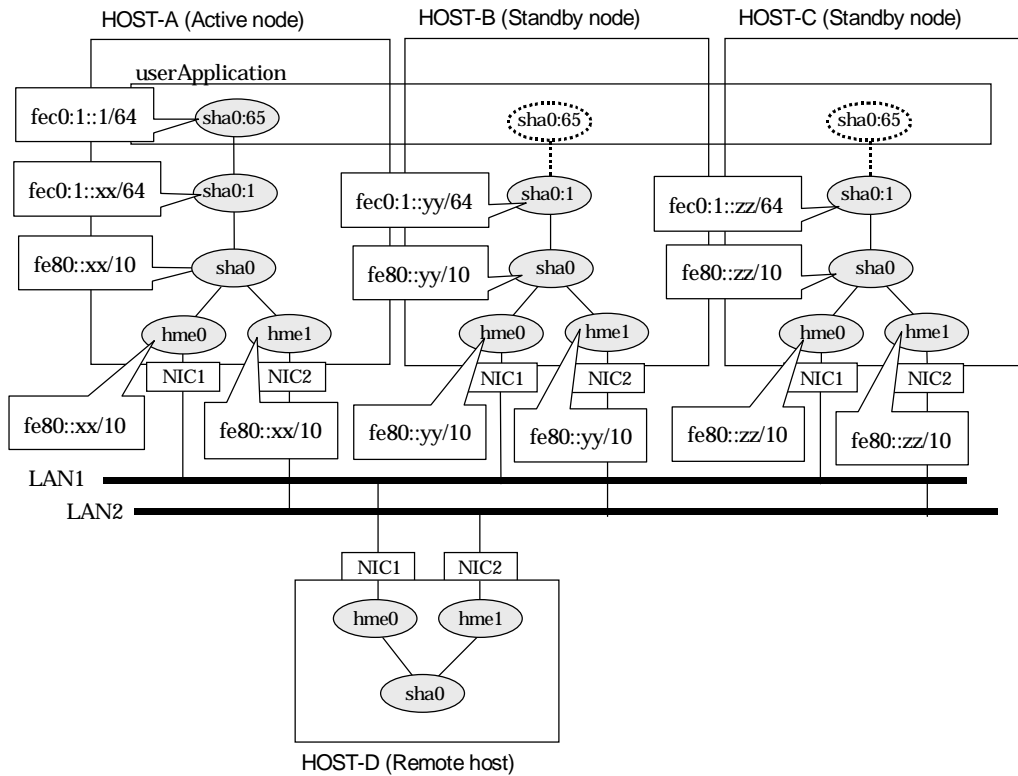 HOST-A (Active node)
HOST-B (Standby node)
HOST-C (Standby node)
userApplication
fec0:1::1/64
sha0:65
sha0:65
sha0:65
fec0:1::xx/64
sha0:1
fec0:1::yy/64
sha0:1
fec0:1::zz/64
sha0:1
fe80::xx/10
sha0
fe80::yy/10
sha0
fe80::zz/10
sha0
hme0
hme1
hme0
hme1
hme0
hme1
NIC1
NIC2
NIC1
NIC2
NIC1
NIC2
fe80::xx/10
fe80::xx/10
fe80::yy/10
fe80::yy/10
fe80::zz/10
fe80::zz/10
LAN1
LAN2
NIC1
NIC2
hme0
hme1
sha0
HOST-D (Remote host)